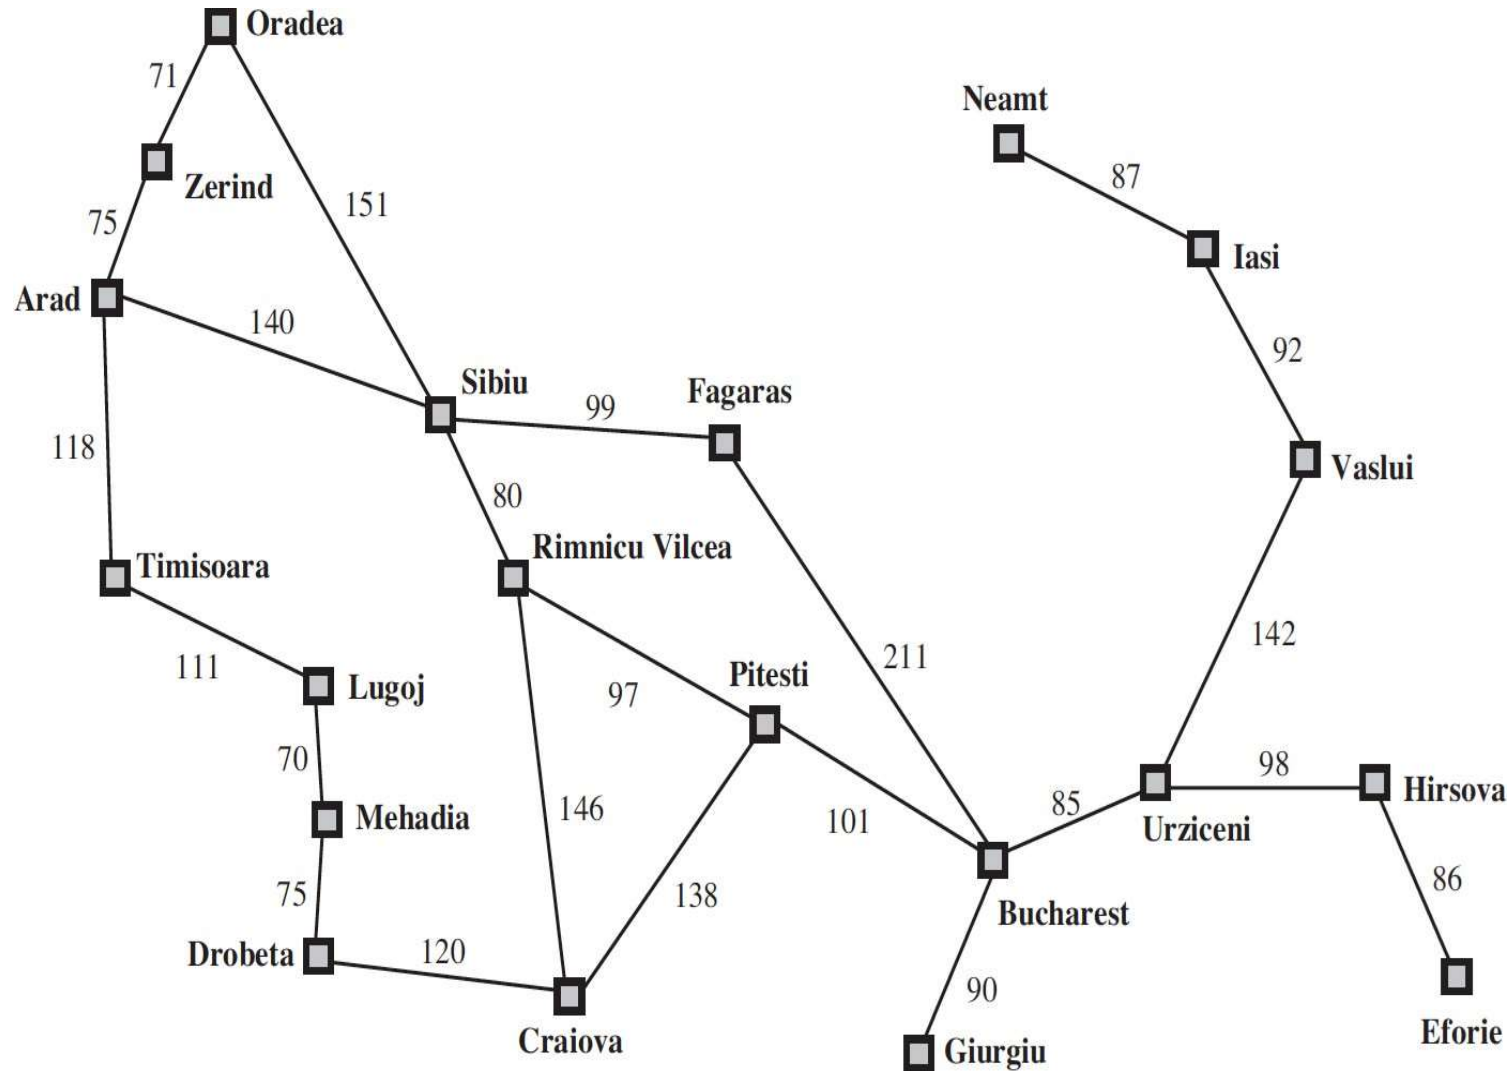 Oradea
71
Neamt
87
Zerind
151
75
Iasi
Arad
140
92
Sibiu
Fagaras
99
118
Vaslui
80
Rimnicu Vilcea
Timisoara
142
211
111
Pitesti
Lugoj
97
70
98
Hirsova
85
146
101
Mehadia
Urziceni
86
75
138
Bucharest
Drobeta
120
90
Eforie
Craiova
Giurgiu